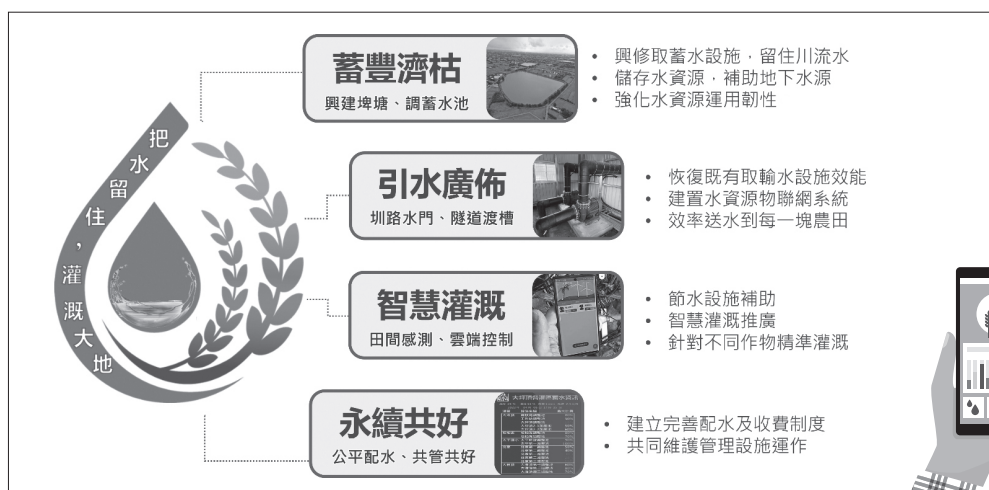 把水留住，灌溉大地
蓄豐濟枯
興建埤塘、調蓄水池
• 興修取蓄水設施，留住川流水
• 儲存水資源，補助地下水源
• 強化水資源運用韌性
引水廣佈
圳路水門、隧道渡槽
• 恢復既有取輸水設施效能
• 建置水資源物聯網系統
• 效率送水到每一塊農田
智慧灌溉
田間感測、雲端控制
• 節水設施補助
• 智慧灌溉推廣
• 針對不同作物精準灌溉
永續共好
公平配水、共管共好
• 建立完善配水及收費制度
• 共同維護管理設施運作